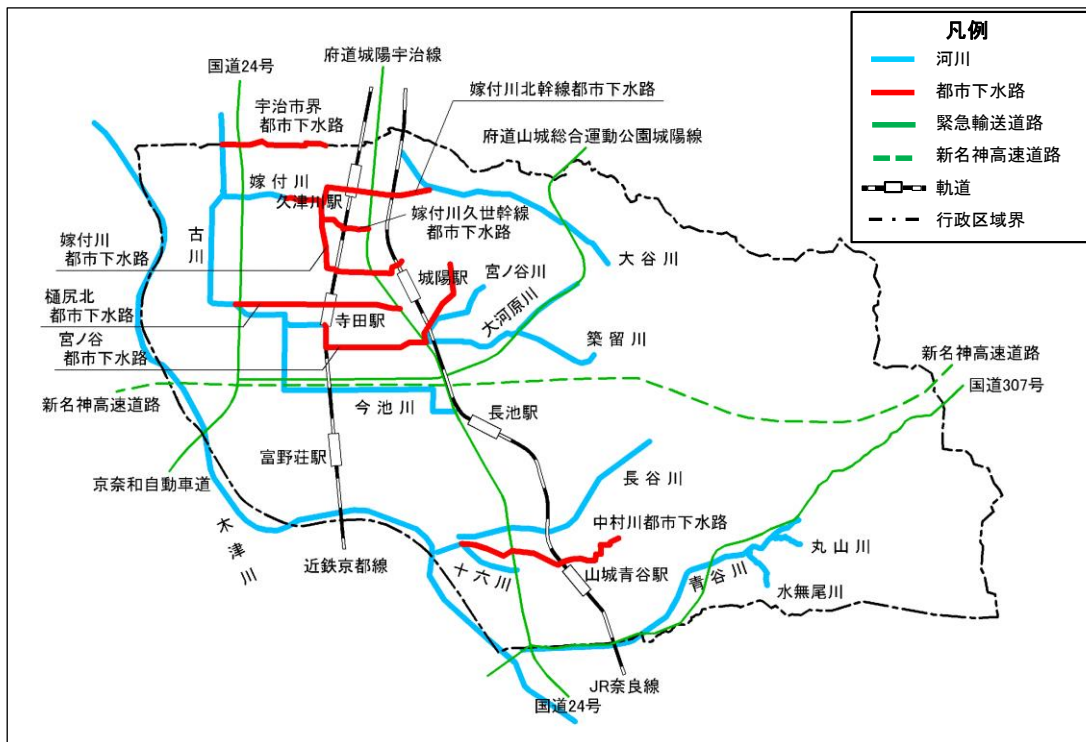 凡例
河川
都市下水路
緊急輸送道路
新名神高速道路
軌道
行政区域界
府道城陽宇治線
国道24号
嫁付川北幹線都市下水路
宇治市界
都市下水路
府道山城総合運動公園城陽線
嫁付川
久津川駅
嫁付川久世幹線
都市下水路
古川
嫁付川
都市下水路
大谷川
城陽駅
宮ノ谷川
大河原川
樋尻北
都市下水路
寺田駅
宮ノ谷
都市下水路
築留川
新名神高速道路
国道307号
新名神高速道路
今池川
長池駅
富野荘駅
京奈和自動車道
長谷川
中村川都市下水路
木津川
近鉄京都線
十六川
山城青谷駅
青谷川
丸山川
水無尾川
JR奈良線
国道24号